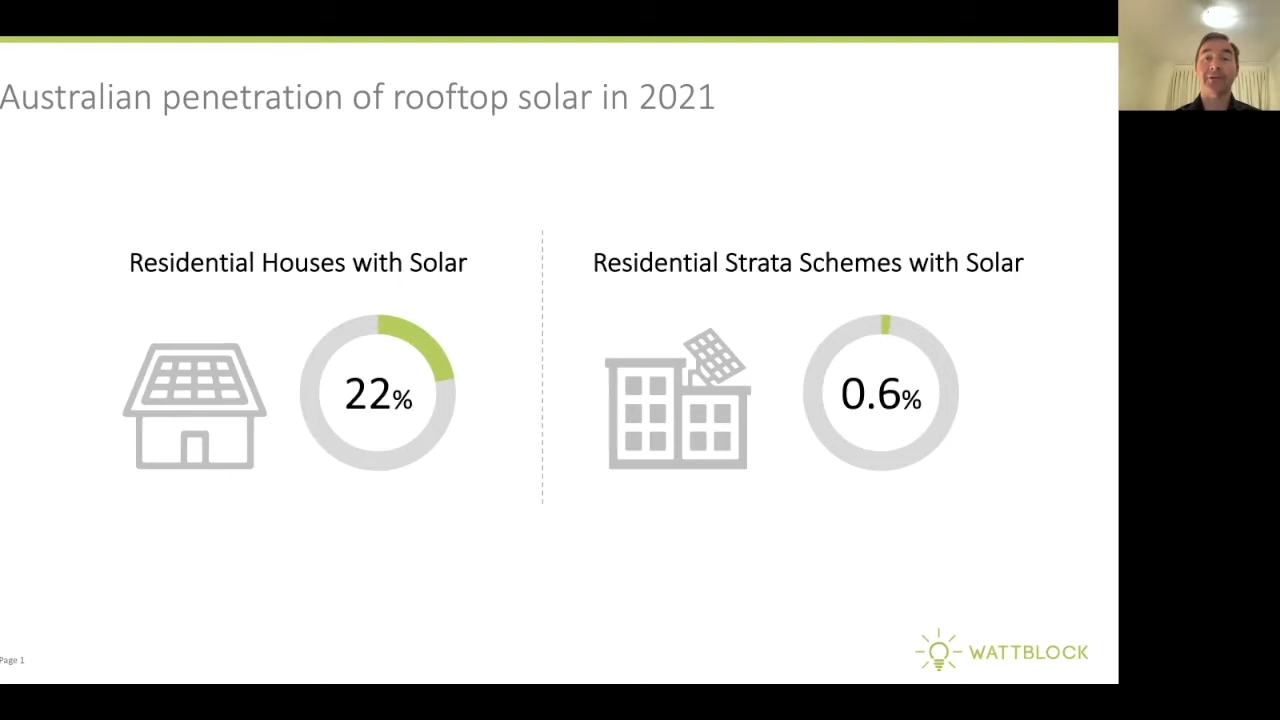 Australian penetration of rooftop solar in 2021
Residential Houses with Solar
22%
Residential Strata Schemes with Solar
0.6%
Page 1
WATTBLOCK